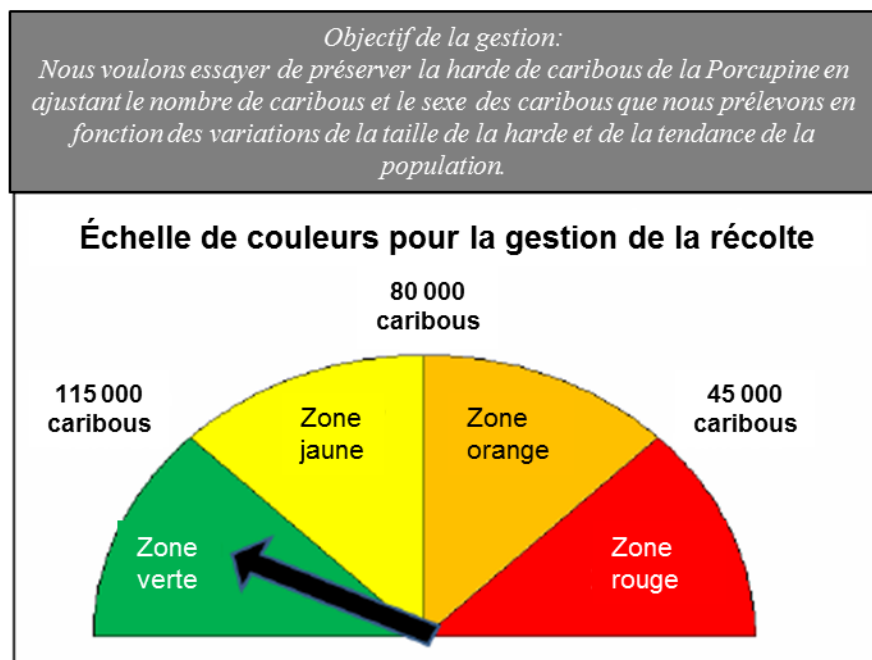 Objectif de la gestion:
Nous voulons essayer de préserver la harde de caribous de la Porcupine en
ajustant le nombre de caribous et le sexe des caribous que nous prélevons en
fonction des variations de la taille de la harde et de la tendance de la
population.
Échelle de couleurs pour la gestion de la récolte
80 000
caribous
115 000
caribous
45 000
caribous
Zone
jaune
Zone
orange
Zone
verte
Zone
rouge